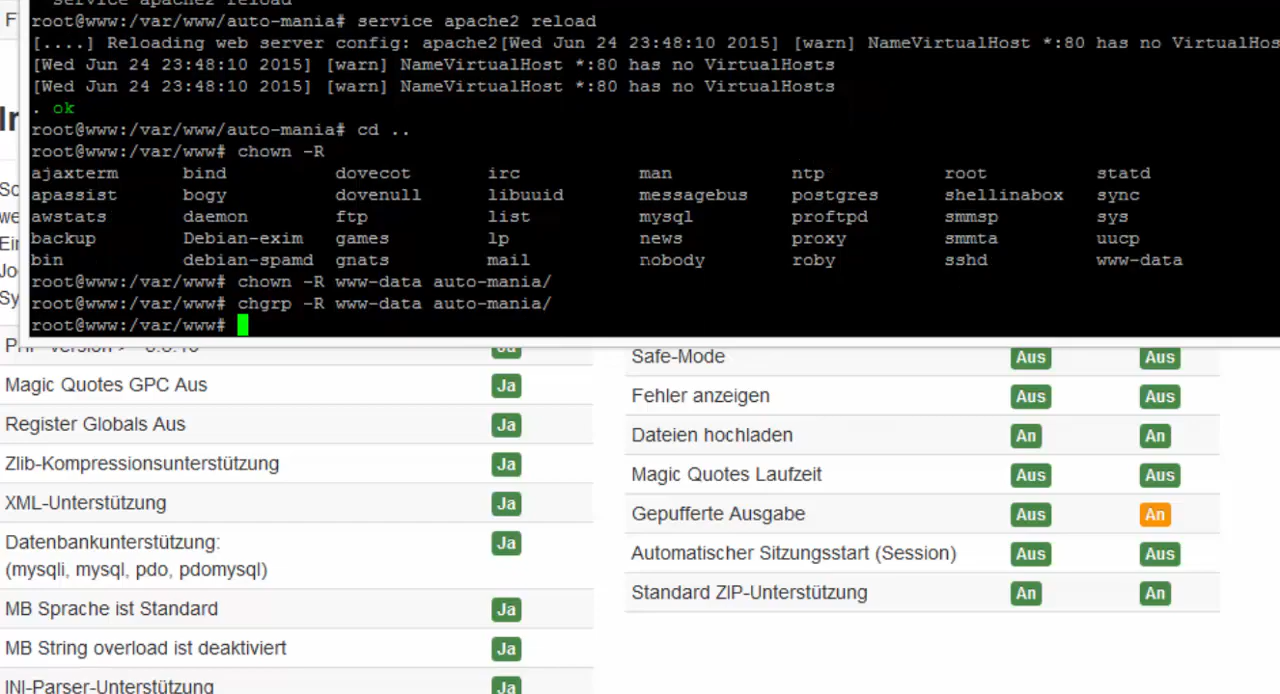 service apache2 reload
root@www:/var/www/auto-mania# service apache2 reload
[....] Reloading web server config: apache2[Wed Jun 24 23:48:10 2015] [warn] NameVirtualHost *:80 has no VirtualHos
[Wed Jun 24 23:48:10 2015] [warn] NameVirtualHost *:80 has no VirtualHosts
[Wed Jun 24 23:48:10 2015] [warn] NameVirtualHost *:80 has no VirtualHosts
. ok
root@www:/var/www/auto-mania# cd ..
root@www:/var/www# chown -R
ajaxterm bind dovecot irc man ntp root statd
apassist bogy dovenull libuuid messagebus postgres shellinabox sync
awstats daemon ftp list mysql proftpd smmsp sys
backup Debian-exim games lp news proxy smmta uucp
bin debian-spamd gnats mail nobody roby sshd www-data
root@www:/var/www# chown -R www-data auto-mania/
root@www:/var/www# chgrp -R www-data auto-mania/
root@www:/var/www#
Ja
Magic Quotes GPC Aus Ja
Register Globals Aus Ja
Zlib-Kompressionsunterstützung Ja
XML-Unterstützung Ja
Datenbankunterstützung: Ja
(mysqli, mysql, pdo, pdomysql)
MB Sprache ist Standard Ja
MB String overload ist deaktiviert Ja
INI-Parser-Unterstützung Ja
Safe-Mode Aus Aus
Fehler anzeigen Aus Aus
Dateien hochladen An An
Magic Quotes Laufzeit Aus Aus
Gepufferte Ausgabe Aus An
Automatischer Sitzungsstart (Session) Aus Aus
Standard ZIP-Unterstützung An An